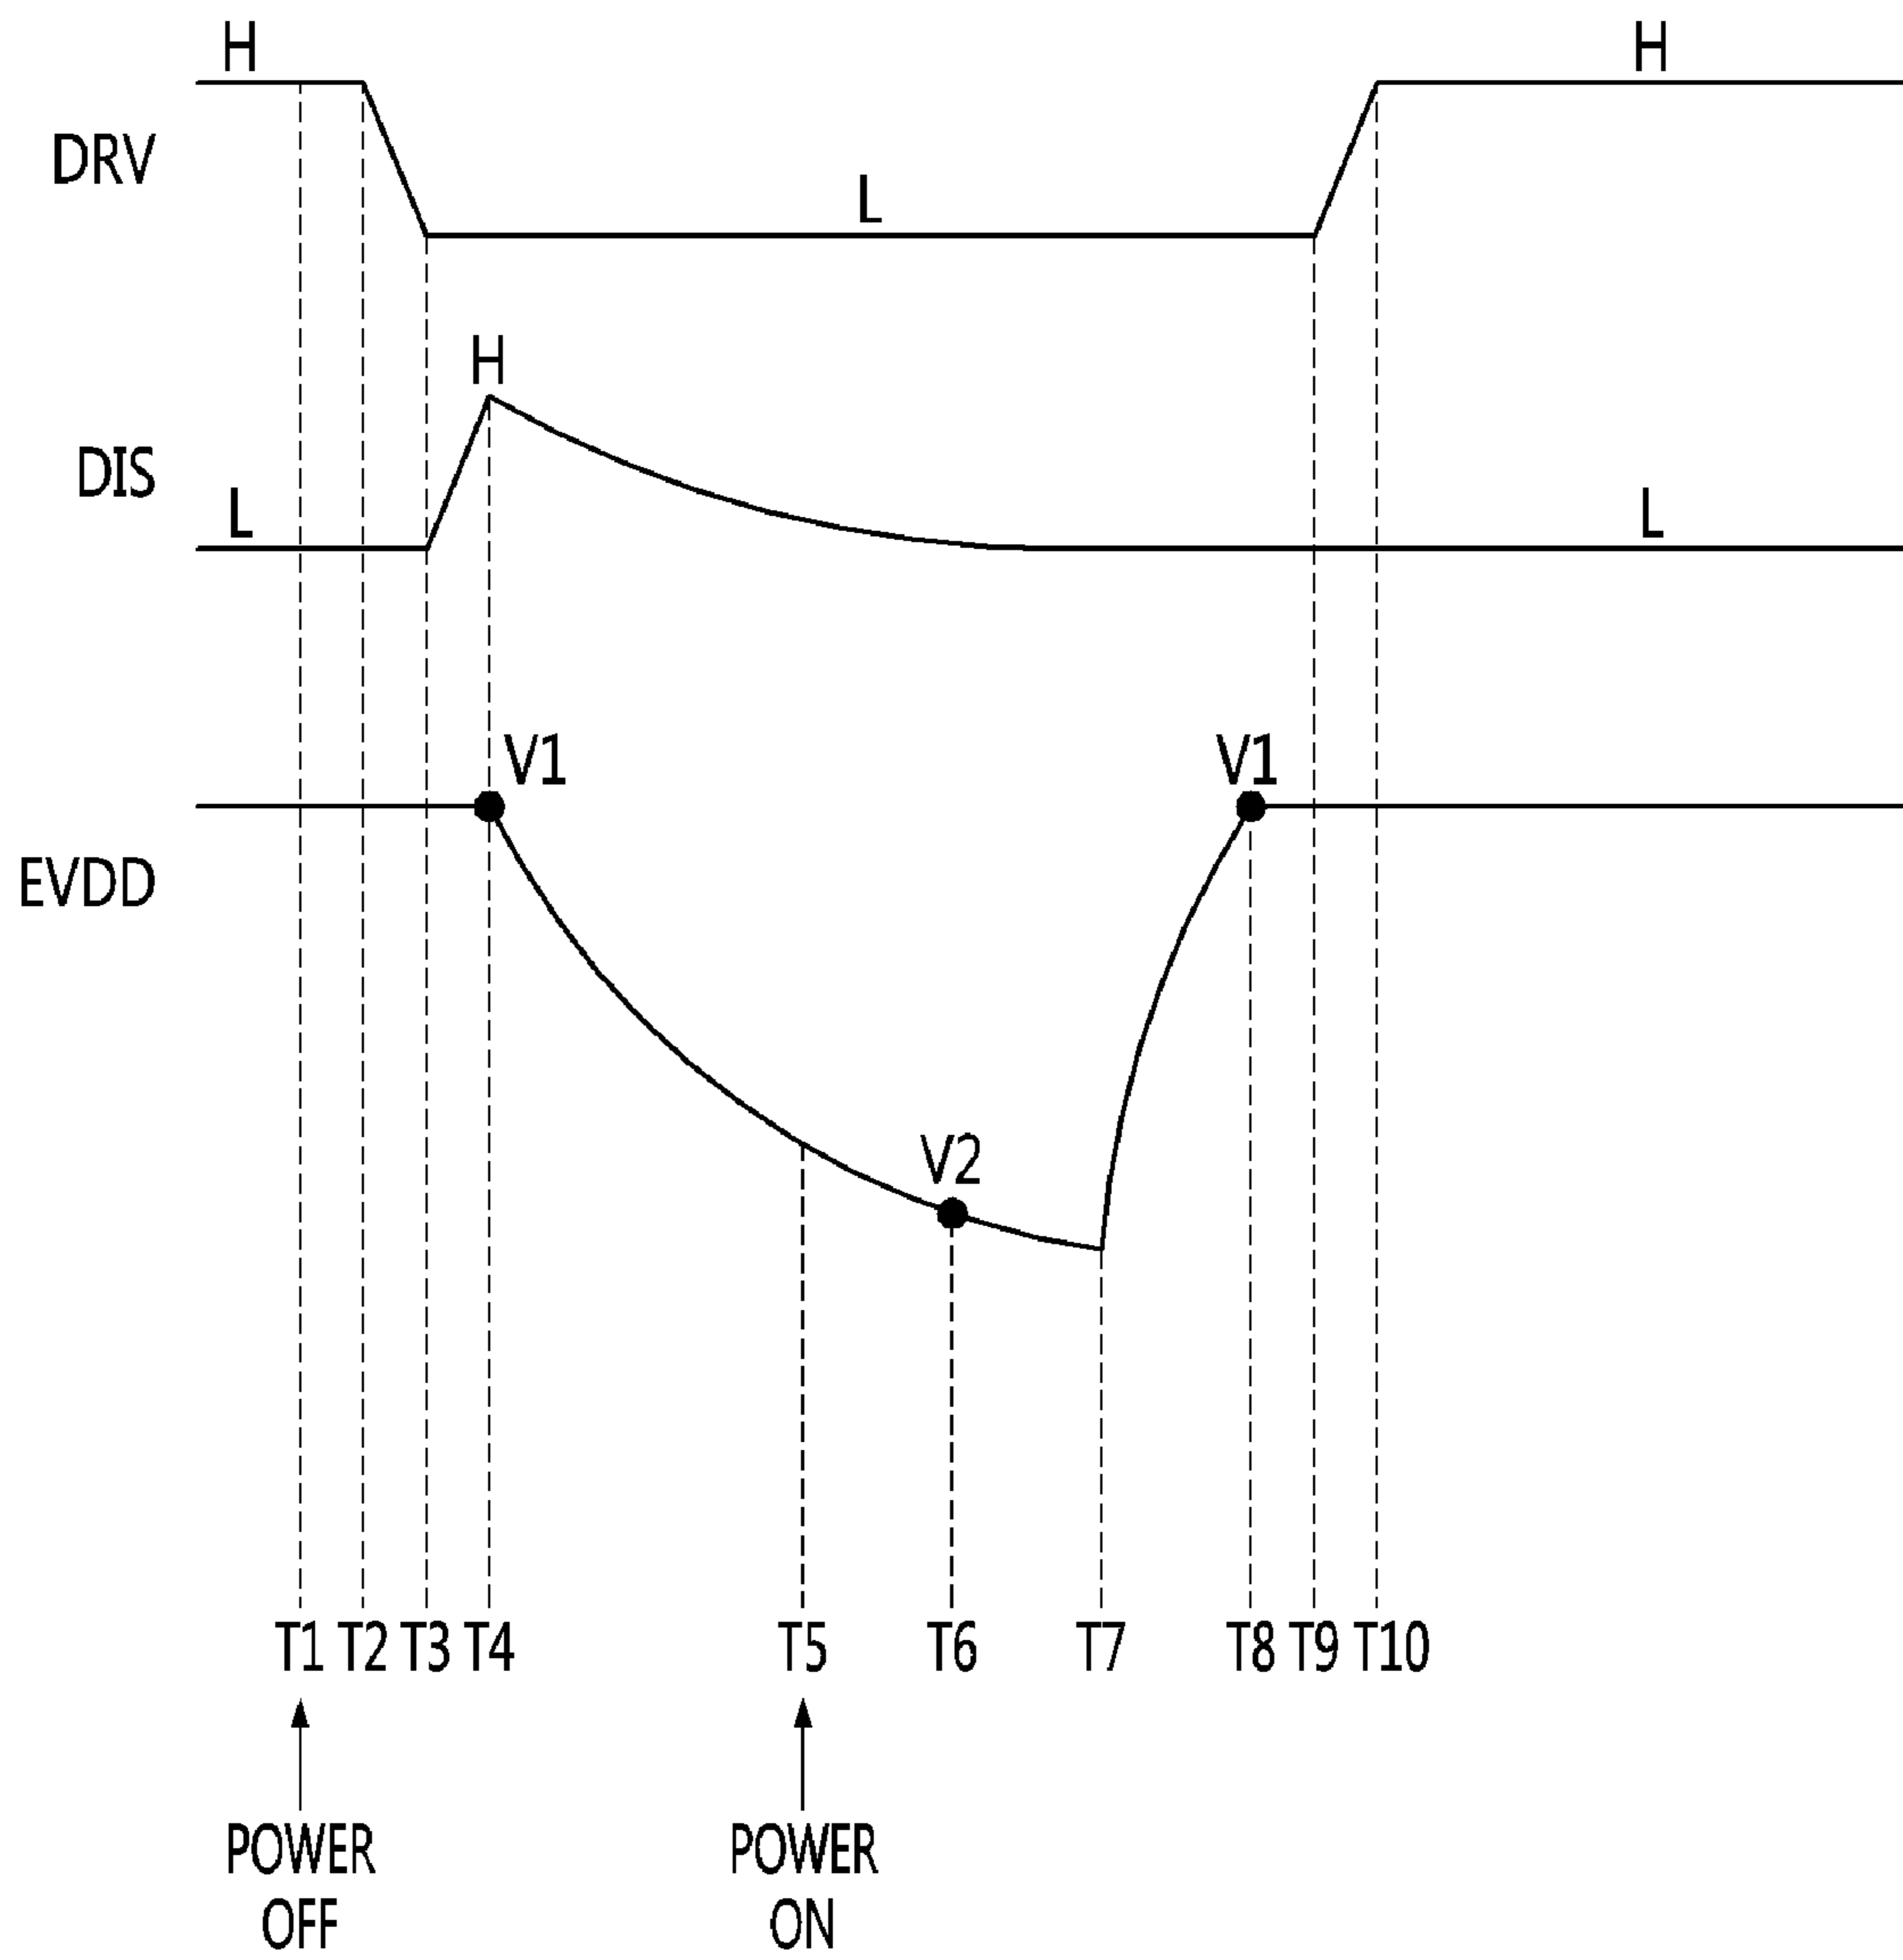 H
H
DRV
L
H
DIS
L
L
V1
V1
EVDD
V2
T1 T2 T3 T4 T5 T6 T7 T8 T9 T10
POWER
OFF
POWER
ON